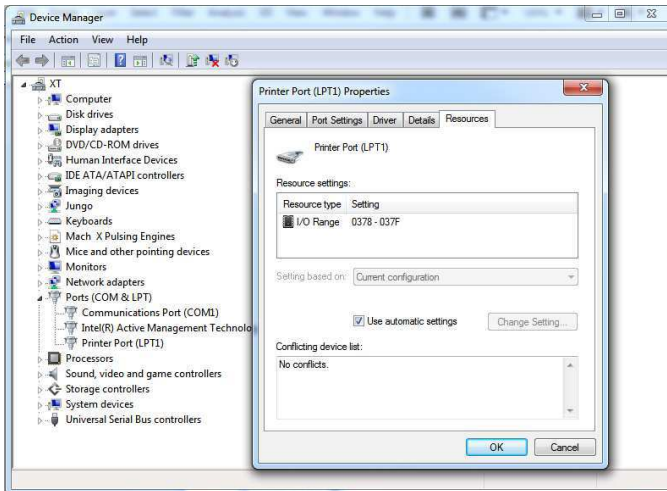 Device Manager
File Action View Help
XT
Computer
Disk drives
Display adapters
DVD/CD-ROM drives
Human Interface Devices
IDE ATA/ATAPI controllers
Imaging devices
Jungo
Keyboards
Mach X Pulsing Engines
Mice and other pointing devices
Monitors
Network adapters
Ports (COM & LPT)
Communications Port (COM1)
Intel(R) Active Management Technolo
Printer Port (LPT1)
Processors
Sound, video and game controllers
Storage controllers
System devices
Universal Serial Bus controllers
Printer Port (LPT1) Properties
General Port Settings Driver Details Resources
Printer Port (LPT1)
Resource settings:
Resource type Setting
I/O Range 0378 - 037F
Setting based on: Current configuration
Use automatic settings Change Setting...
Conflicting device list:
No conflicts.
OK Cancel